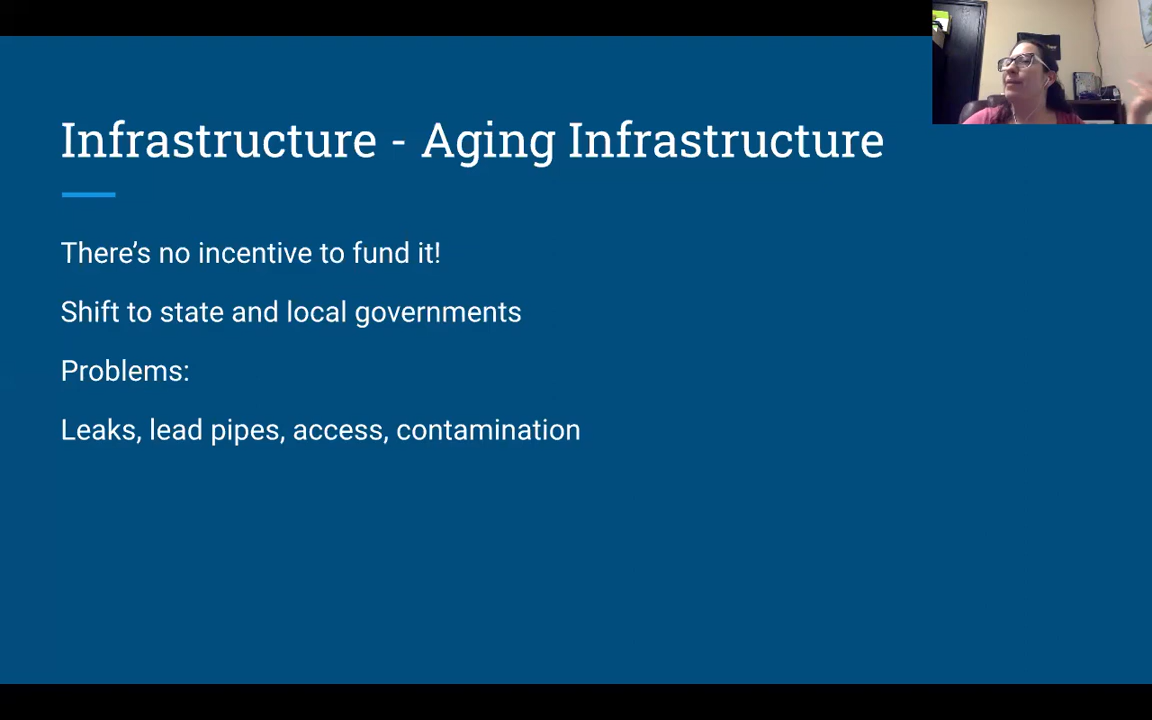 Infrastructure - Aging Infrastructure
There’s no incentive to fund it!
Shift to state and local governments
Problems:
Leaks, lead pipes, access, contamination